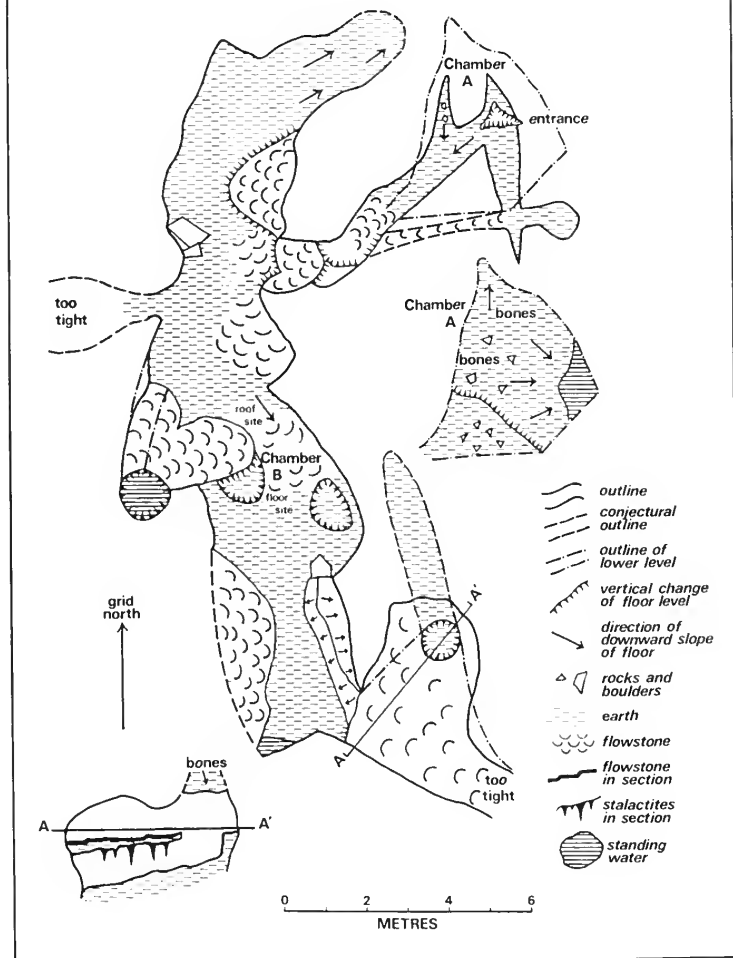 Chamber
A
entrance
too
tight
Chamber
A
bones
bones
roof
site
Chamber
B
floor
site
grid
north
A'
A
too
tight
bones
A
A'
outline
conjectural
outline
outline of
lower level
vertical change
of floor level
direction of
downward slope
of floor
rocks and
boulders
earth
flowstone
flowstone
in section
stalactites
in section
standing
water
0 2 4 6
METRES